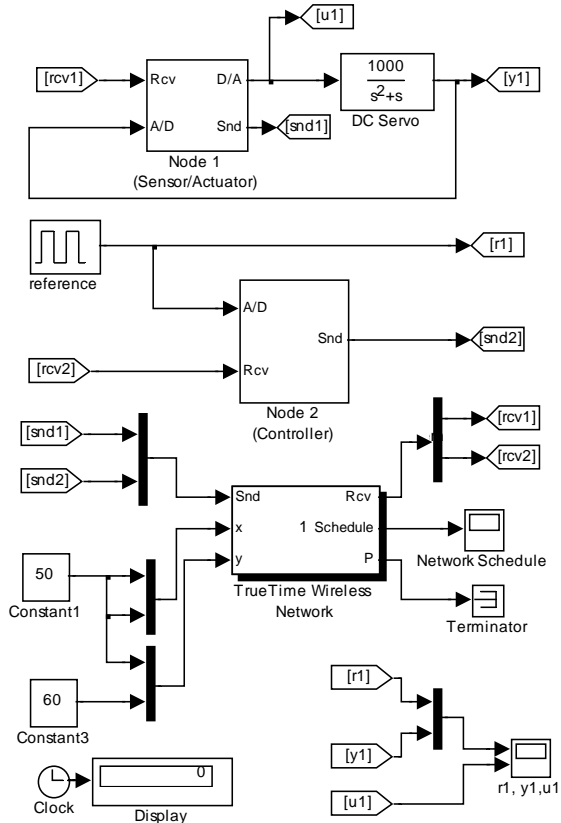 [u1]
[rcv1]
Rcv
D/A
1000
s²+s
[y1]
A/D
Snd
[snd1]
DC Servo
Node 1
(Sensor/Actuator)
[r1]
reference
A/D
Snd
[snd2]
[rcv2]
Rcv
Node 2
(Controller)
[snd1]
[rcv1]
[snd2]
[rcv2]
Snd
Rcv
x
1 Schedule
y
P
Network Schedule
50
Constant1
TrueTime Wireless
Network
Terminator
60
Constant3
[r1]
[y1]
r1, y1,u1
0
Clock
Display
[u1]